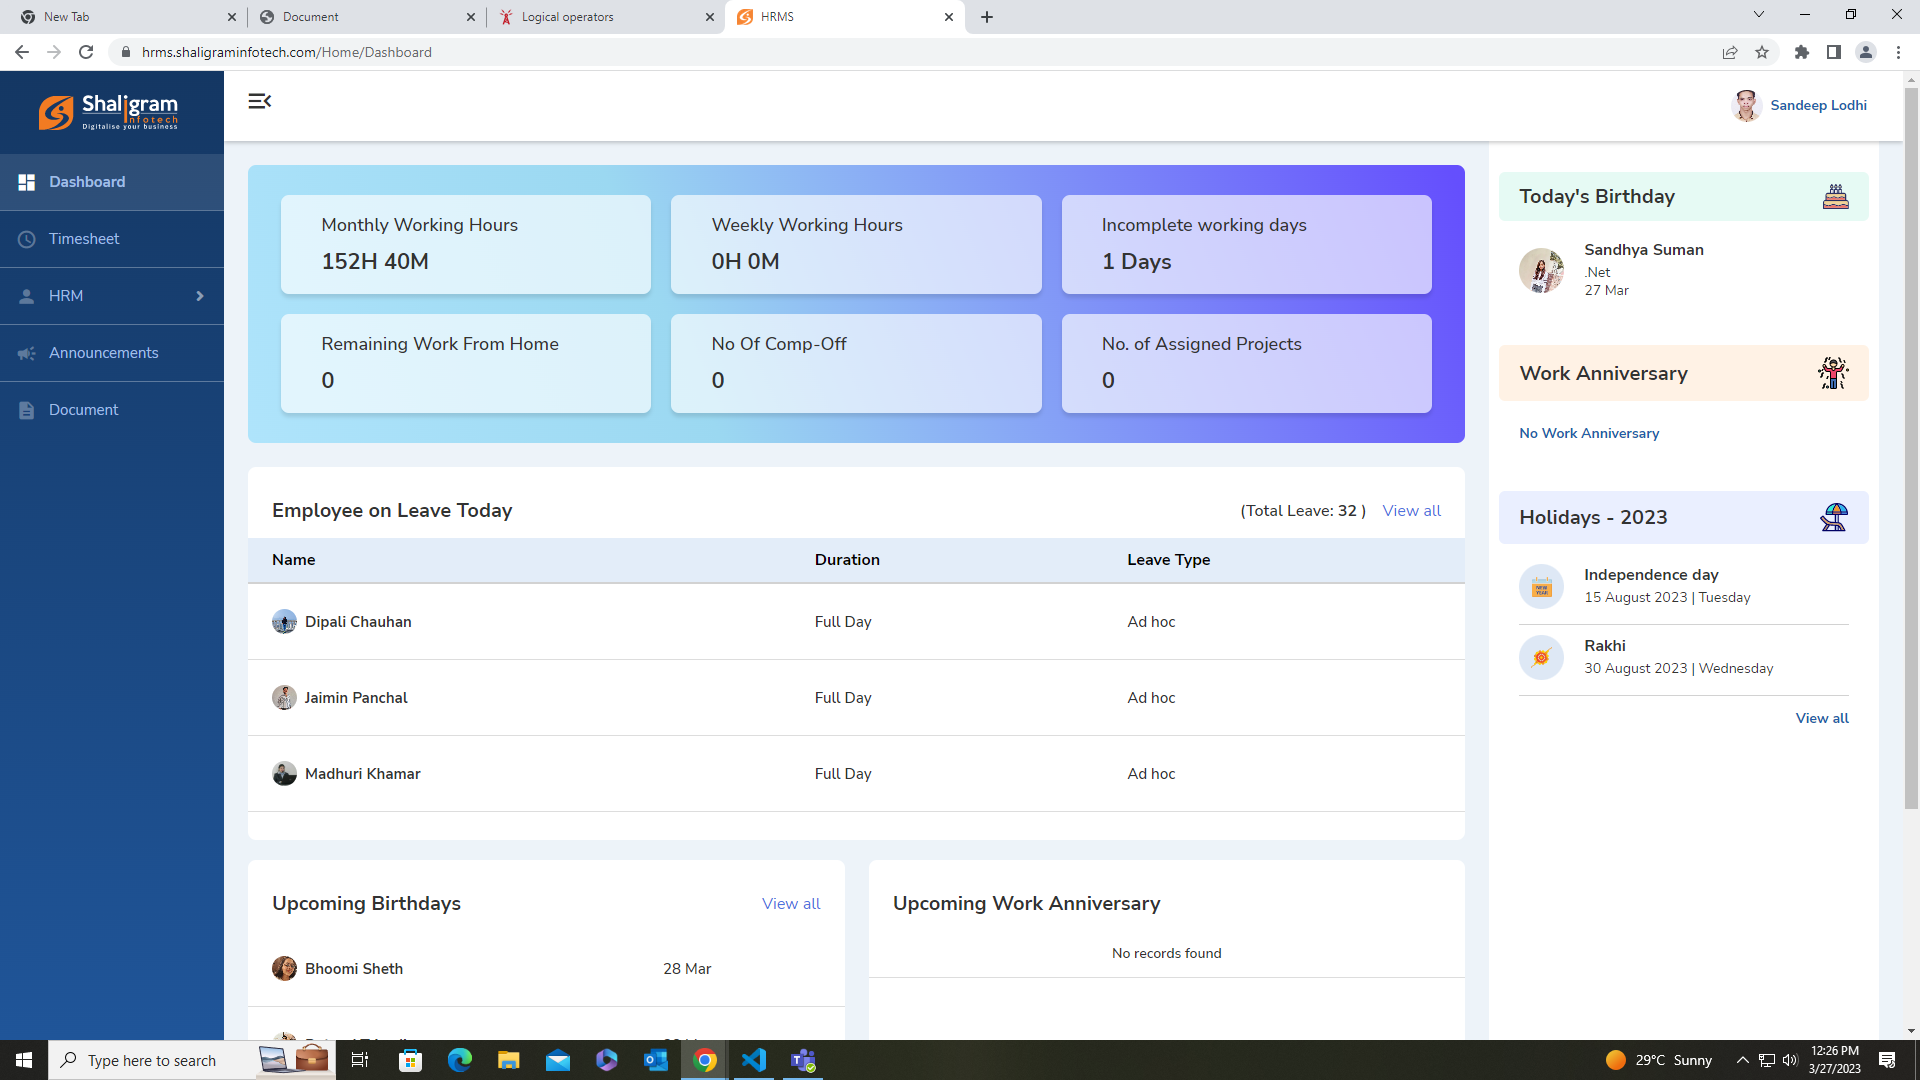 New Tab
Document
Logical operators
HRMS
hrms.shaligraminfotech.com/Home/Dashboard
Shaligram
Infotech
Digitalise your business
Sandeep Lodhi
Dashboard
Timesheet
HRM
Announcements
Document
Monthly Working Hours
152H 40M
Weekly Working Hours
0H 0M
Incomplete working days
1 Days
Remaining Work From Home
0
No Of Comp-Off
0
No. of Assigned Projects
0
Employee on Leave Today
(Total Leave: 32 ) View all
Name Duration Leave Type
Dipali Chauhan Full Day Ad hoc
Jaimin Panchal Full Day Ad hoc
Madhuri Khamar Full Day Ad hoc
Upcoming Birthdays View all
Bhoomi Sheth 28 Mar
Upcoming Work Anniversary
No records found
Today's Birthday
Sandhya Suman
.Net
27 Mar
Work Anniversary
No Work Anniversary
Holidays - 2023
NEW
YEAR
Independence day
15 August 2023 | Tuesday
Rakhi
30 August 2023 | Wednesday
View all
Type here to search
29°C Sunny
12:26 PM
3/27/2023